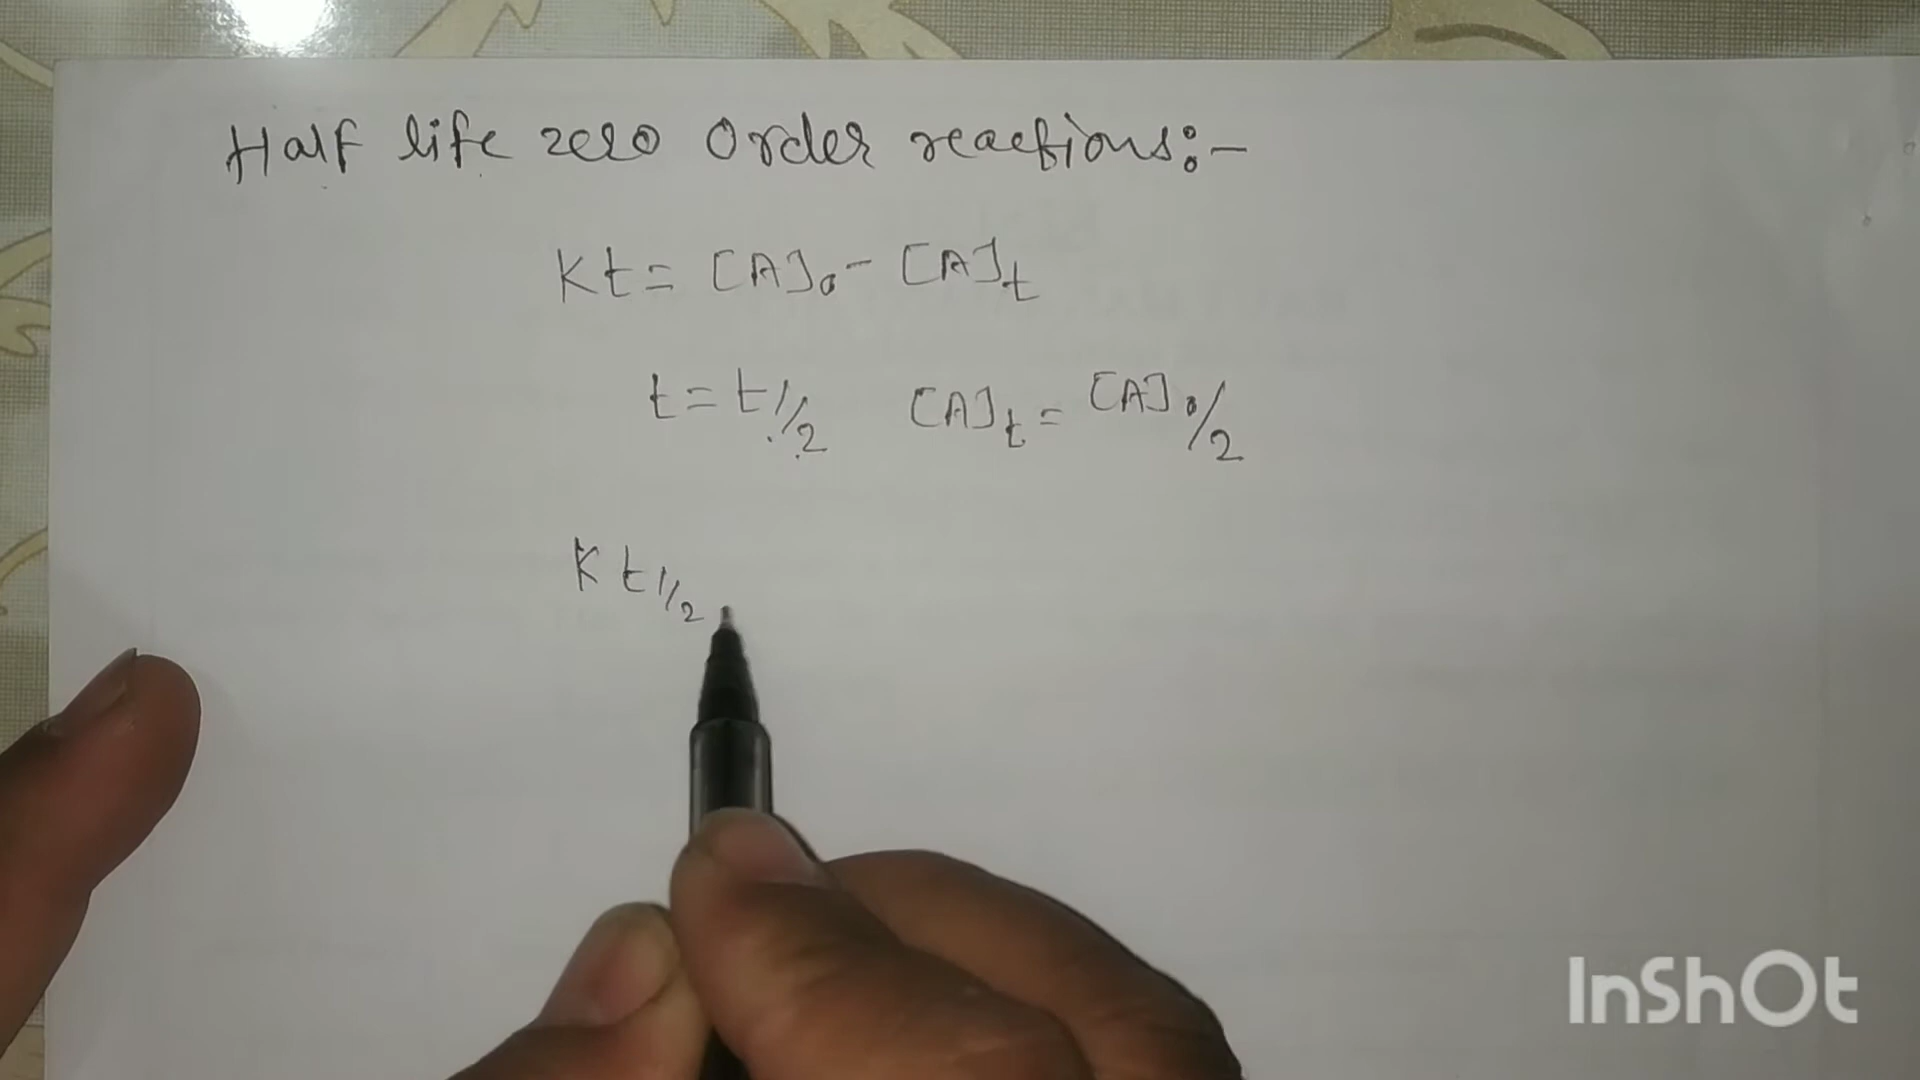 Half life zero order reactions:-
Kt = [A]₀ - [A]t
t = t1/2 [A]t = [A]₀/2
K t1/2
InShOt